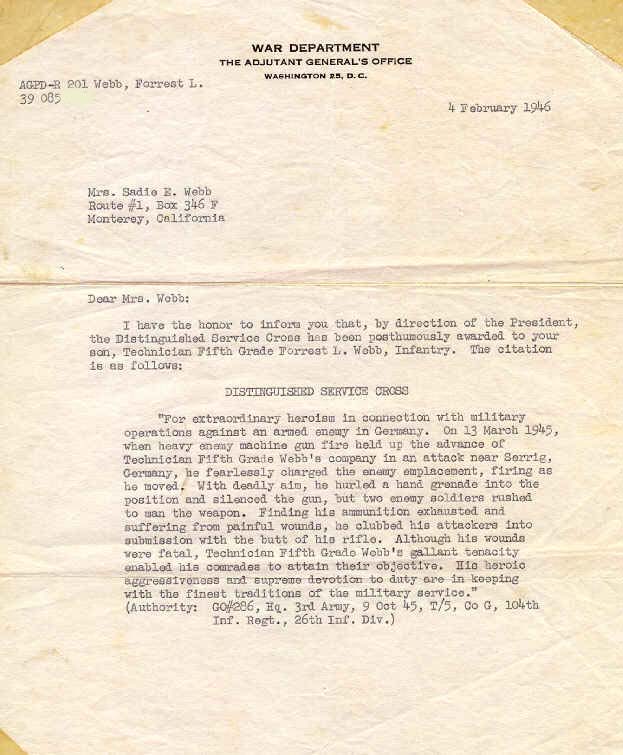 WAR DEPARTMENT
THE ADJUTANT GENERAL'S OFFICE
WASHINGTON 25, D. C.
AGPD-R 201 Webb, Forrest L.
39 085
4 February 1946
Mrs. Sadie E. Webb
Route #1, Box 346 F
Monterey, California
Dear Mrs. Webb:
I have the honor to inform you that, by direction of the President,
the Distinguished Service Cross has been posthumously awarded to your
son, Technician Fifth Grade Forrest L. Webb, Infantry. The citation
is as follows:
DISTINGUISHED SERVICE CROSS
"For extraordinary heroism in connection with military
operations against an armed enemy in Germany. On 13 March 1945,
when heavy enemy machine gun fire held up the advance of
Technician Fifth Grade Webb's company in an attack near Serrig,
Germany, he fearlessly charged the enemy emplacement, firing as
he moved. With deadly aim, he hurled a hand grenade into the
position and silenced the gun, but two enemy soldiers rushed
to man the weapon. Finding his ammunition exhausted and
suffering from painful wounds, he clubbed his attackers into
submission with the butt of his rifle. Although his wounds
were fatal, Technician Fifth Grade Webb's gallant tenacity
enabled his comrades to attain their objective. His heroic
aggressiveness and supreme devotion to duty are in keeping
with the finest traditions of the military service."
(Authority: GO#286, Hq. 3rd Army, 9 Oct 45, T/5, Co G, 104th
Inf. Regt., 26th Inf. Div.)